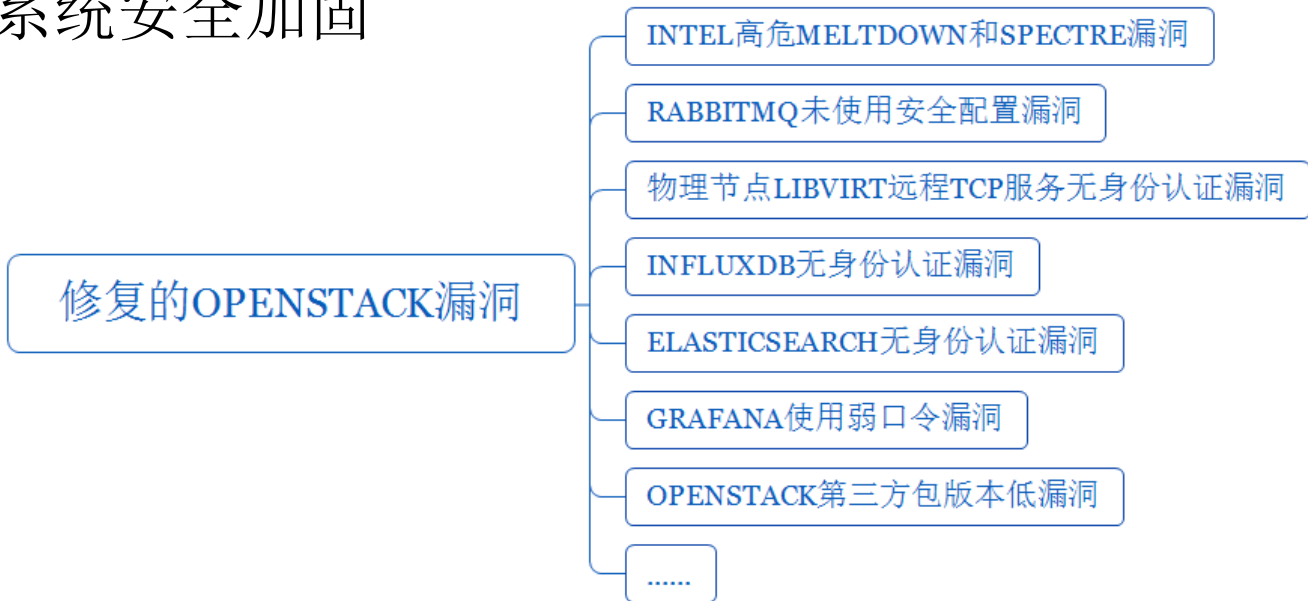 系统安全加固
INTEL高危MELTDOWN和SPECTRE漏洞
RABBITMQ未使用安全配置漏洞
物理节点LIBVIRT远程TCP服务无身份认证漏洞
INFLUXDB无身份认证漏洞
修复的OPENSTACK漏洞
ELASTICSEARCH无身份认证漏洞
GRAFANA使用弱口令漏洞
OPENSTACK第三方包版本低漏洞
......